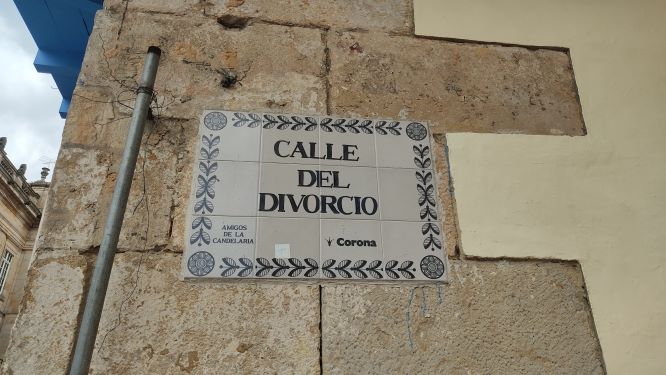 CALLE
DEL
DIVORCIO
AMIGOS
DE LA
CANDELARIA
Corona